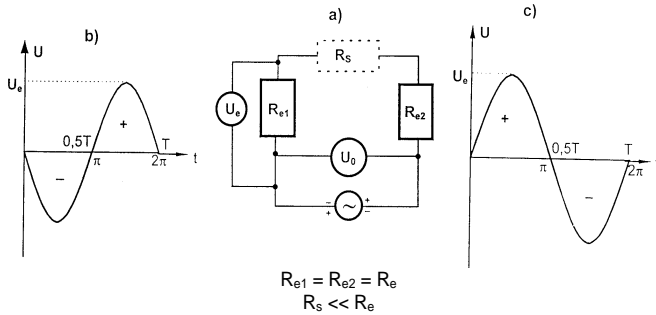 b)
U
Ue
+
−
0,5T
π
T
2π
t
a)
Rs
Ue
Re1
Re2
U0
~
− +
+ −
c)
U
Ue
+
−
0,5T
π
T
2π
t
Re1 = Re2 = Re
Rs << Re